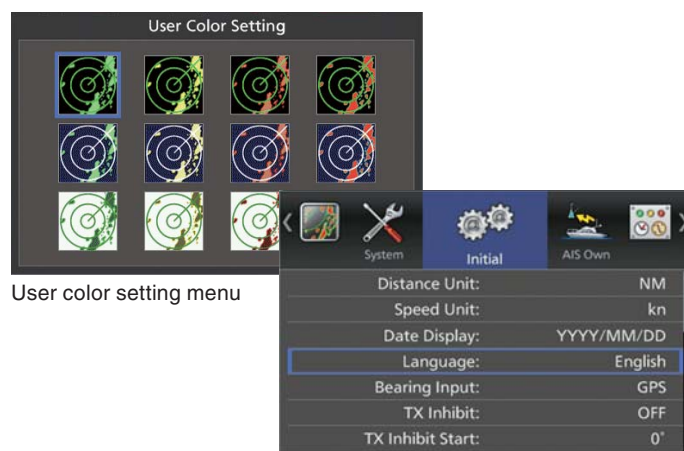 User Color Setting
User color setting menu
System
Initial
AIS Own
Distance Unit: NM
Speed Unit: kn
Date Display: YYYY/MM/DD
Language: English
Bearing Input: GPS
TX Inhibit: OFF
TX Inhibit Start: 0°